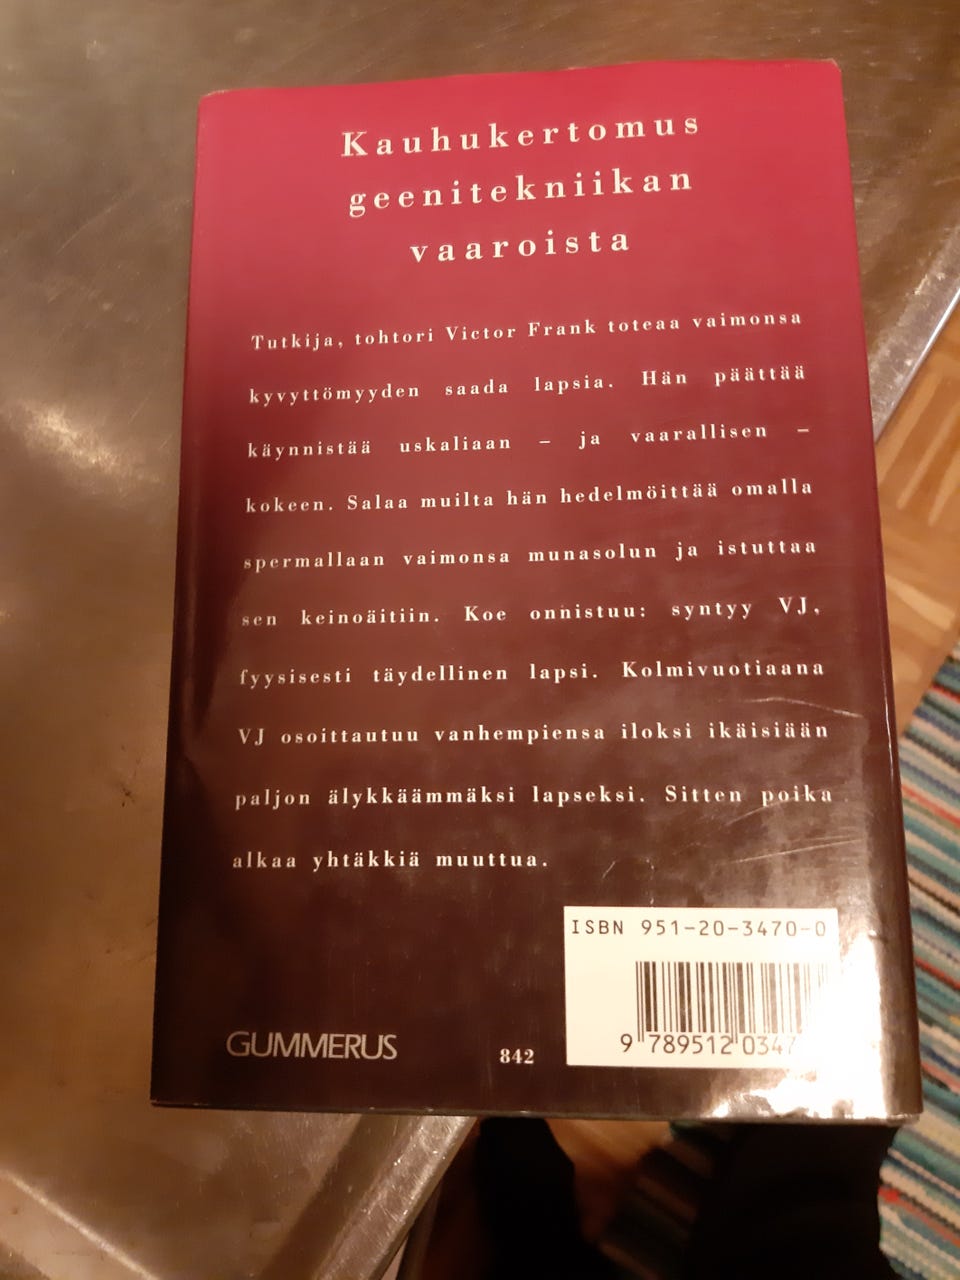 Kauhukertomus
geenitekniikan
vaaroista
Tutkija, tohtori Victor Frank toteaa vaimonsa
kyvyttömyyden saada lapsia. Hän päättää
käynnistää uskaliaan – ja vaarallisen –
kokeen. Salaa muilta hän hedelmöittää omalla
spermallaan vaimonsa munasolun ja istuttaa
sen keinoäitiin. Koe onnistuu: syntyy VJ,
fyysisesti täydellinen lapsi. Kolmivuotiaana
VJ osoittautuu vanhempiensa iloksi ikäisiään
paljon älykkäämmäksi lapseksi. Sitten poika
alkaa yhtäkkiä muuttua.
ISBN 951-20-3470-0
9 789512 0347
GUMMERUS
842